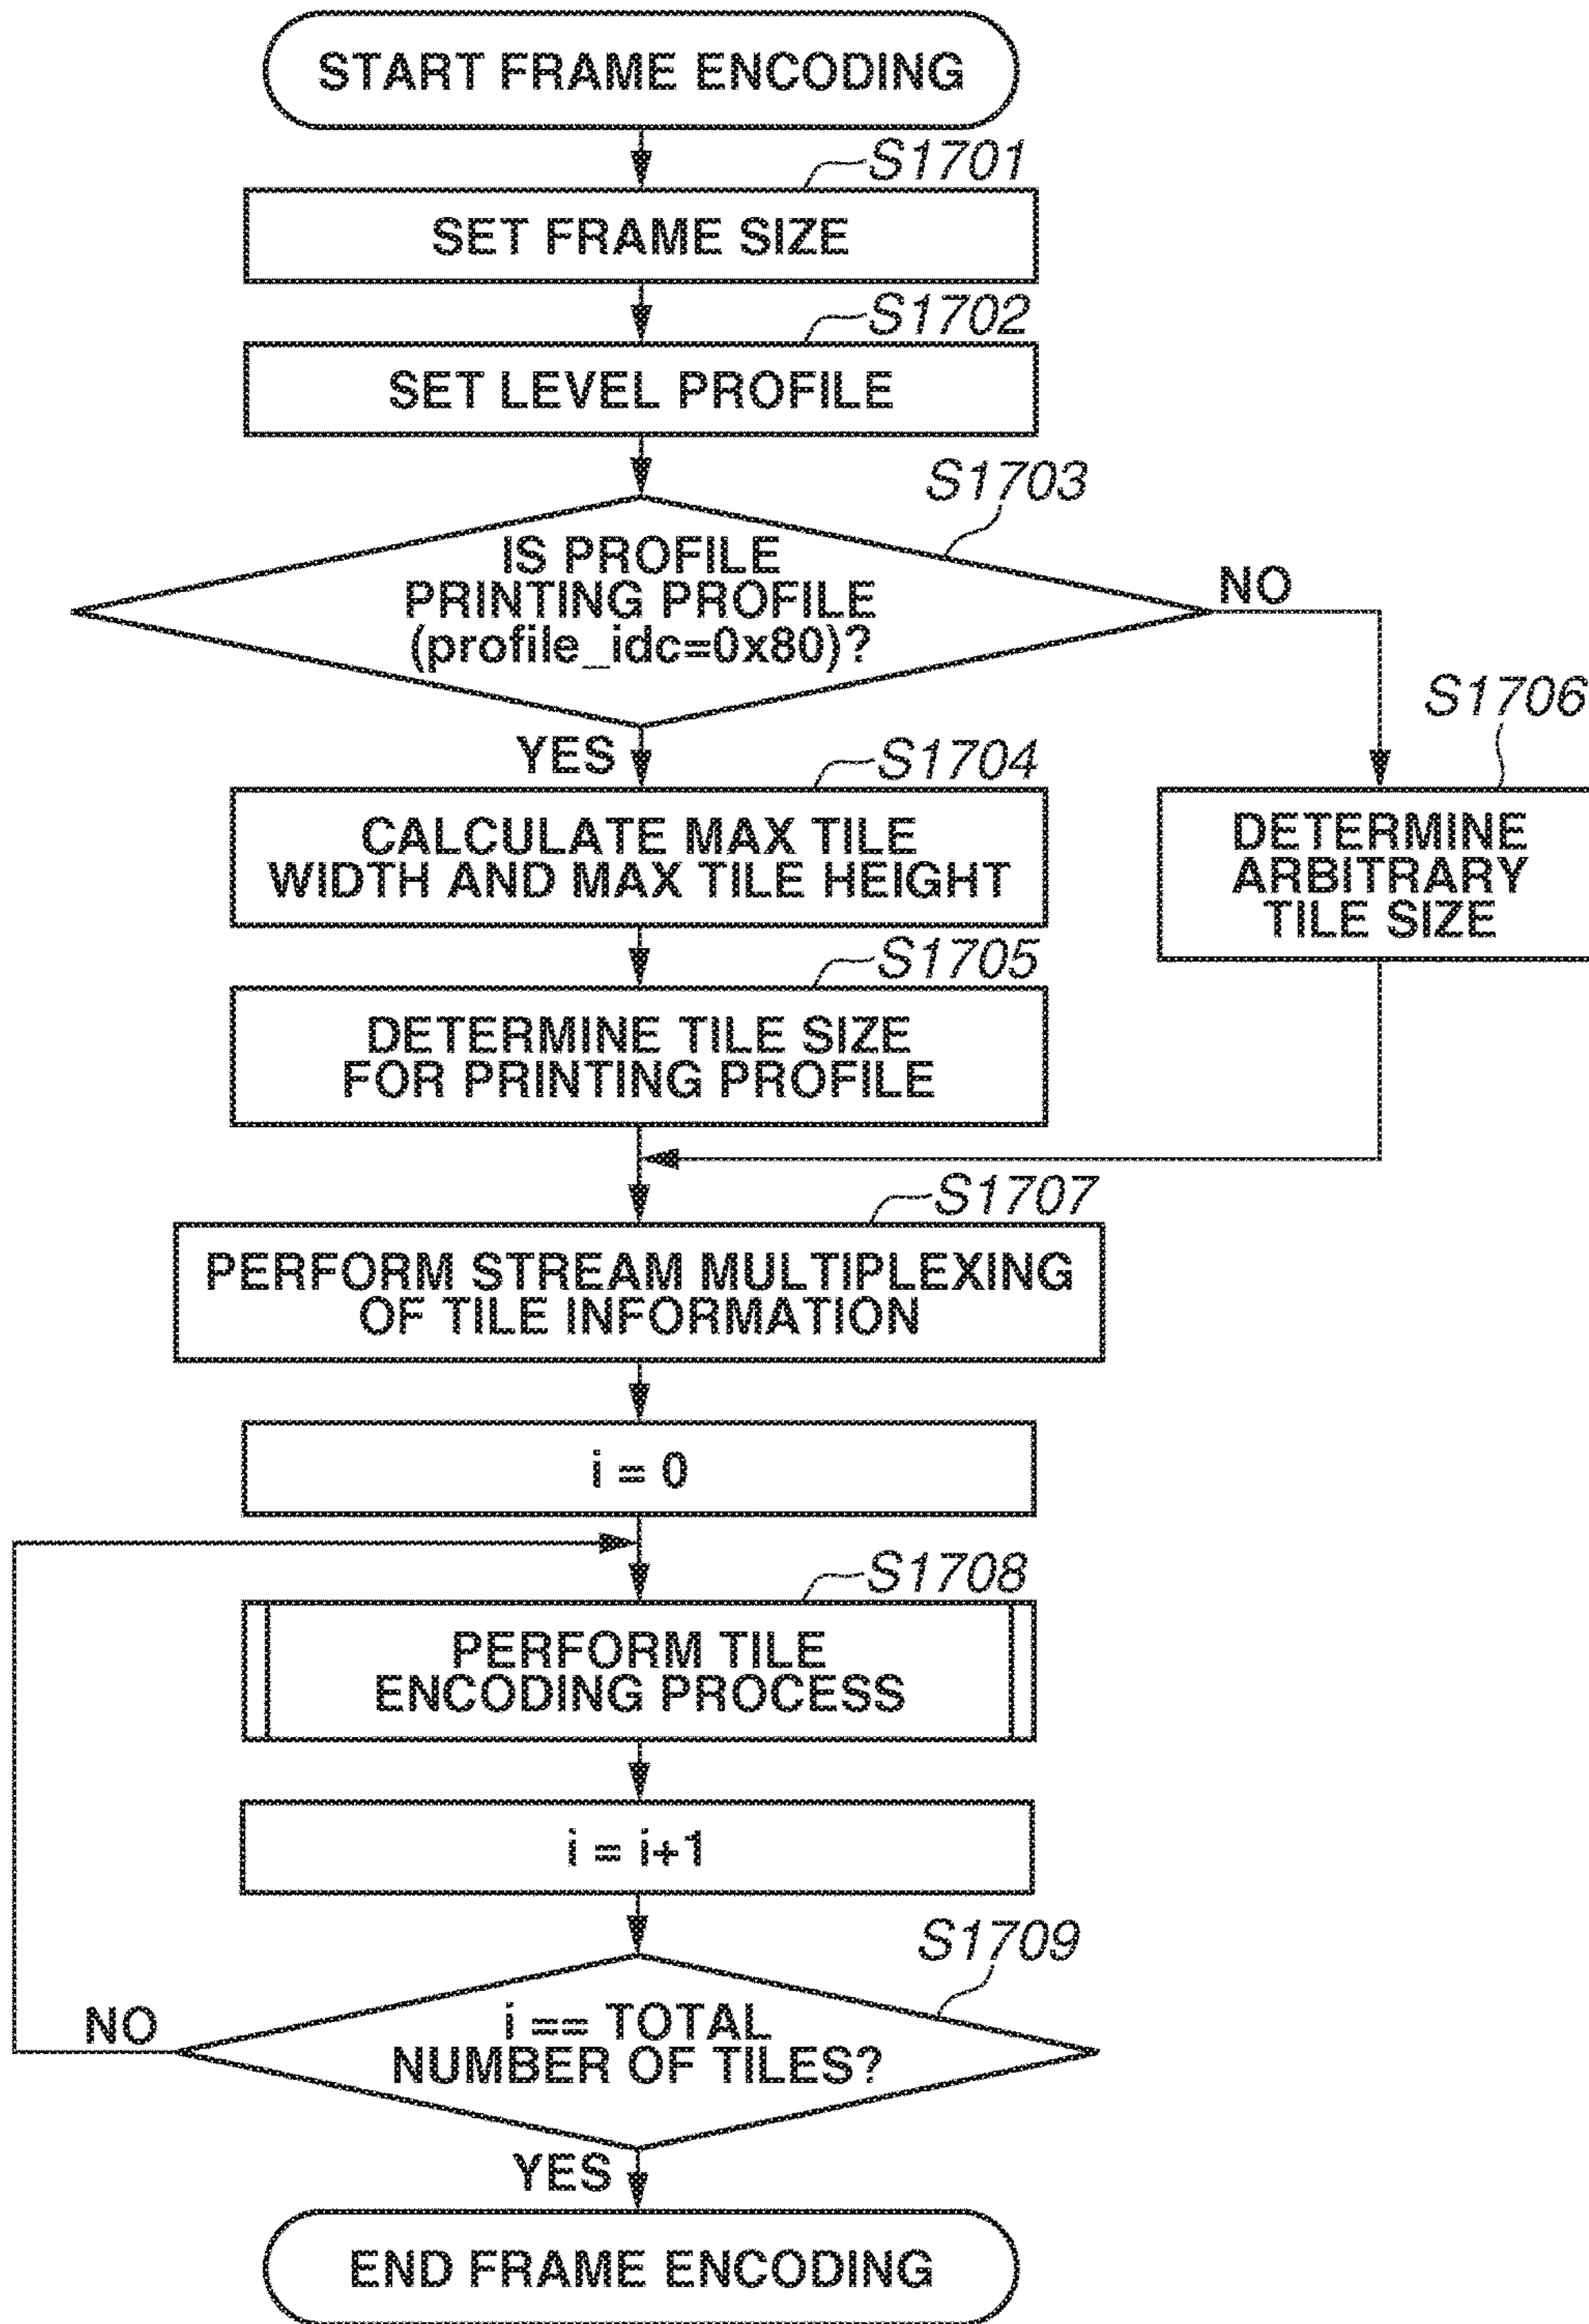 START FRAME ENCODING
S1701
SET FRAME SIZE
S1702
SET LEVEL PROFILE
S1703
IS PROFILE
PRINTING PROFILE
(profile_idc=0x80)?
NO
YES
S1704
CALCULATE MAX TILE
WIDTH AND MAX TILE HEIGHT
S1706
DETERMINE
ARBITRARY
TILE SIZE
S1705
DETERMINE TILE SIZE
FOR PRINTING PROFILE
S1707
PERFORM STREAM MULTIPLEXING
OF TILE INFORMATION
i = 0
S1708
PERFORM TILE
ENCODING PROCESS
i = i+1
S1709
i == TOTAL
NUMBER OF TILES?
NO
YES
END FRAME ENCODING